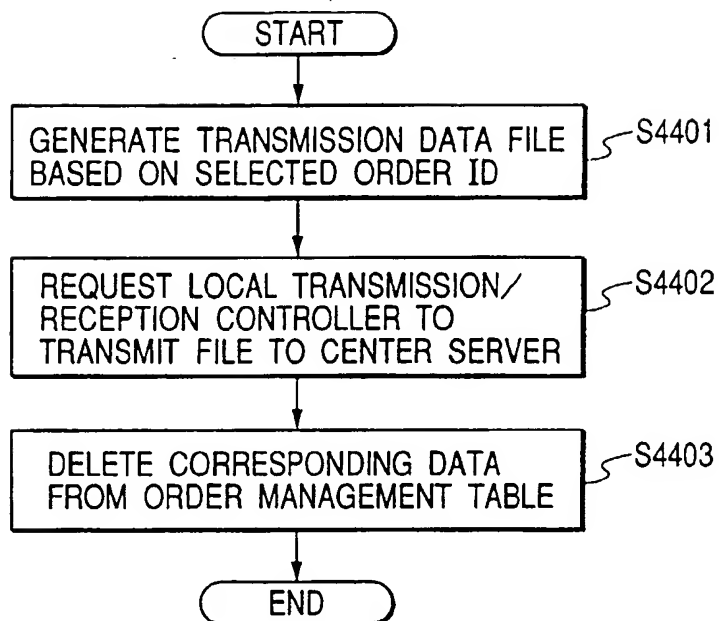 START
GENERATE TRANSMISSION DATA FILE
BASED ON SELECTED ORDER ID
S4401
REQUEST LOCAL TRANSMISSION/
RECEPTION CONTROLLER TO
TRANSMIT FILE TO CENTER SERVER
S4402
DELETE CORRESPONDING DATA
FROM ORDER MANAGEMENT TABLE
S4403
END